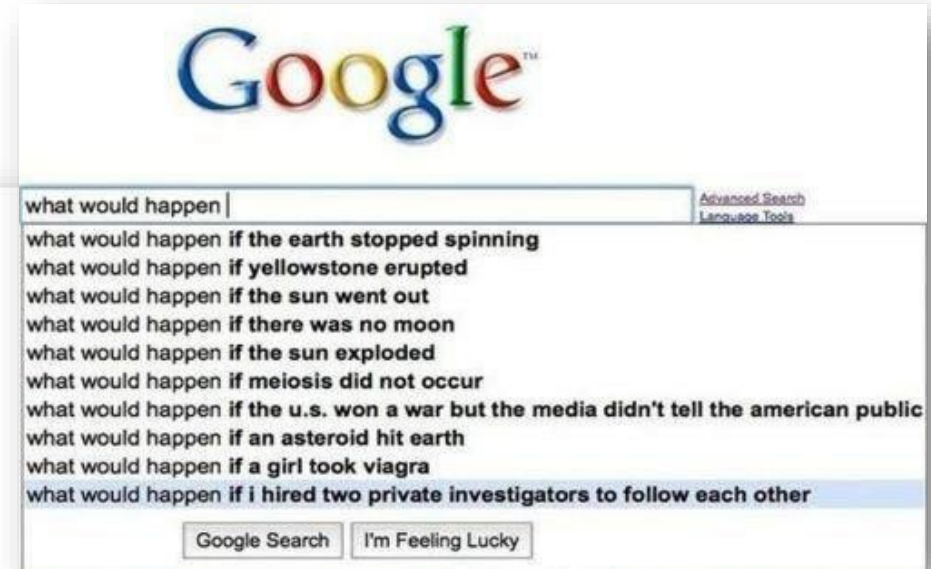 Google™
what would happen
Advanced Search
Language Tools
what would happen if the earth stopped spinning
what would happen if yellowstone erupted
what would happen if the sun went out
what would happen if there was no moon
what would happen if the sun exploded
what would happen if meiosis did not occur
what would happen if the u.s. won a war but the media didn't tell the american public
what would happen if an asteroid hit earth
what would happen if a girl took viagra
what would happen if i hired two private investigators to follow each other
Google Search
I'm Feeling Lucky